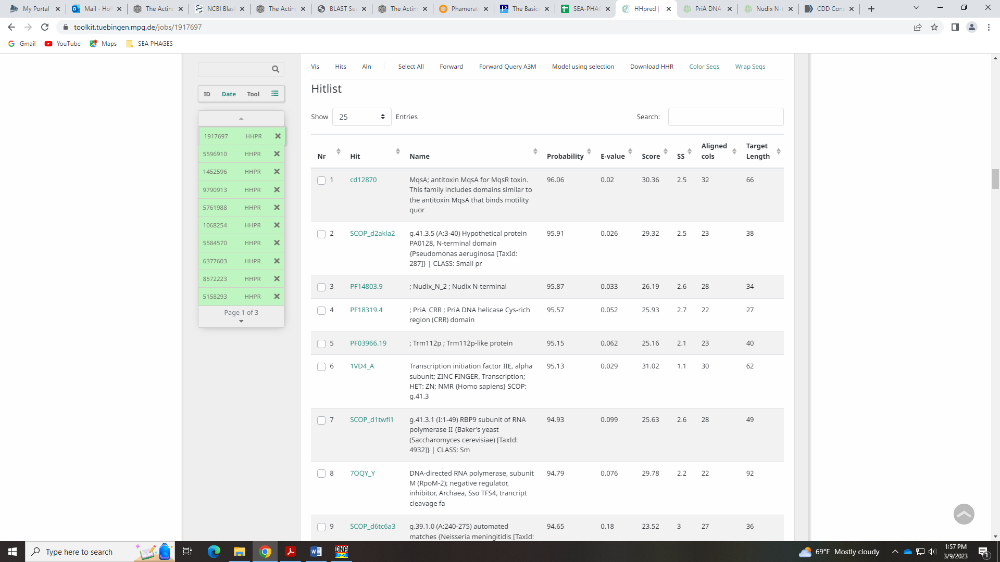 My Portal
Mail - Hol
The Actino
NCBI Blast
The Actino
BLAST Sea
The Actino
Phamerato
The Basics
SEA-PHAG
HHpred |
PriA DNA
Nudix N-t
CDD Cons
toolkit.tuebingen.mpg.de/jobs/1917697
Gmail
YouTube
Maps
SEA PHAGES
Vis Hits Aln Select All Forward Forward Query A3M Model using selection Download HHR Color Seqs Wrap Seqs
Hitlist
ID Date Tool
Show 25 Entries
Search:
1917697 HHPR
5596910 HHPR
1452596 HHPR
9790913 HHPR
5761988 HHPR
1068254 HHPR
5584570 HHPR
6377603 HHPR
8572223 HHPR
5158293 HHPR
Page 1 of 3
Nr Hit Name Probability E-value Score SS Aligned cols Target Length
1 cd12870 MqsA; antitoxin MqsA for MqsR toxin. 96.06 0.02 30.36 2.5 32 66
This family includes domains similar to
the antitoxin MqsA that binds motility
quor
2 SCOP_d2akla2 g.41.3.5 (A:3-40) Hypothetical protein 95.91 0.026 29.32 2.5 23 38
PA0128, N-terminal domain
{Pseudomonas aeruginosa [TaxId:
287]} | CLASS: Small pr
3 PF14803.9 ; Nudix_N_2 ; Nudix N-terminal 95.87 0.033 26.19 2.6 28 34
4 PF18319.4 ; PriA_CRR ; PriA DNA helicase Cys-rich 95.57 0.052 25.93 2.7 22 27
region (CRR) domain
5 PF03966.19 ; Trm112p ; Trm112p-like protein 95.15 0.062 25.16 2.1 23 40
6 1VD4_A Transcription initiation factor IIE, alpha 95.13 0.029 31.02 1.1 30 62
subunit; ZINC FINGER, Transcription;
HET: ZN; NMR {Homo sapiens} SCOP:
g.41.3
7 SCOP_d1twfi1 g.41.3.1 (I:1-49) RBP9 subunit of RNA 94.93 0.099 25.63 2.6 28 49
polymerase II {Baker's yeast
(Saccharomyces cerevisiae) [TaxId:
4932]} | CLASS: Sm
8 7OQY_Y DNA-directed RNA polymerase, subunit 94.79 0.076 29.78 2.2 22 92
M (RpoM-2); negative regulator,
inhibitor, Archaea, Sso TFS4, trancript
cleavage fa
9 SCOP_d6tc6a3 g.39.1.0 (A:240-275) automated 94.65 0.18 23.52 3 27 36
matches {Neisseria meningitidis [TaxId:
Type here to search
DNA
69°F Mostly cloudy
1:57 PM
3/9/2023
1